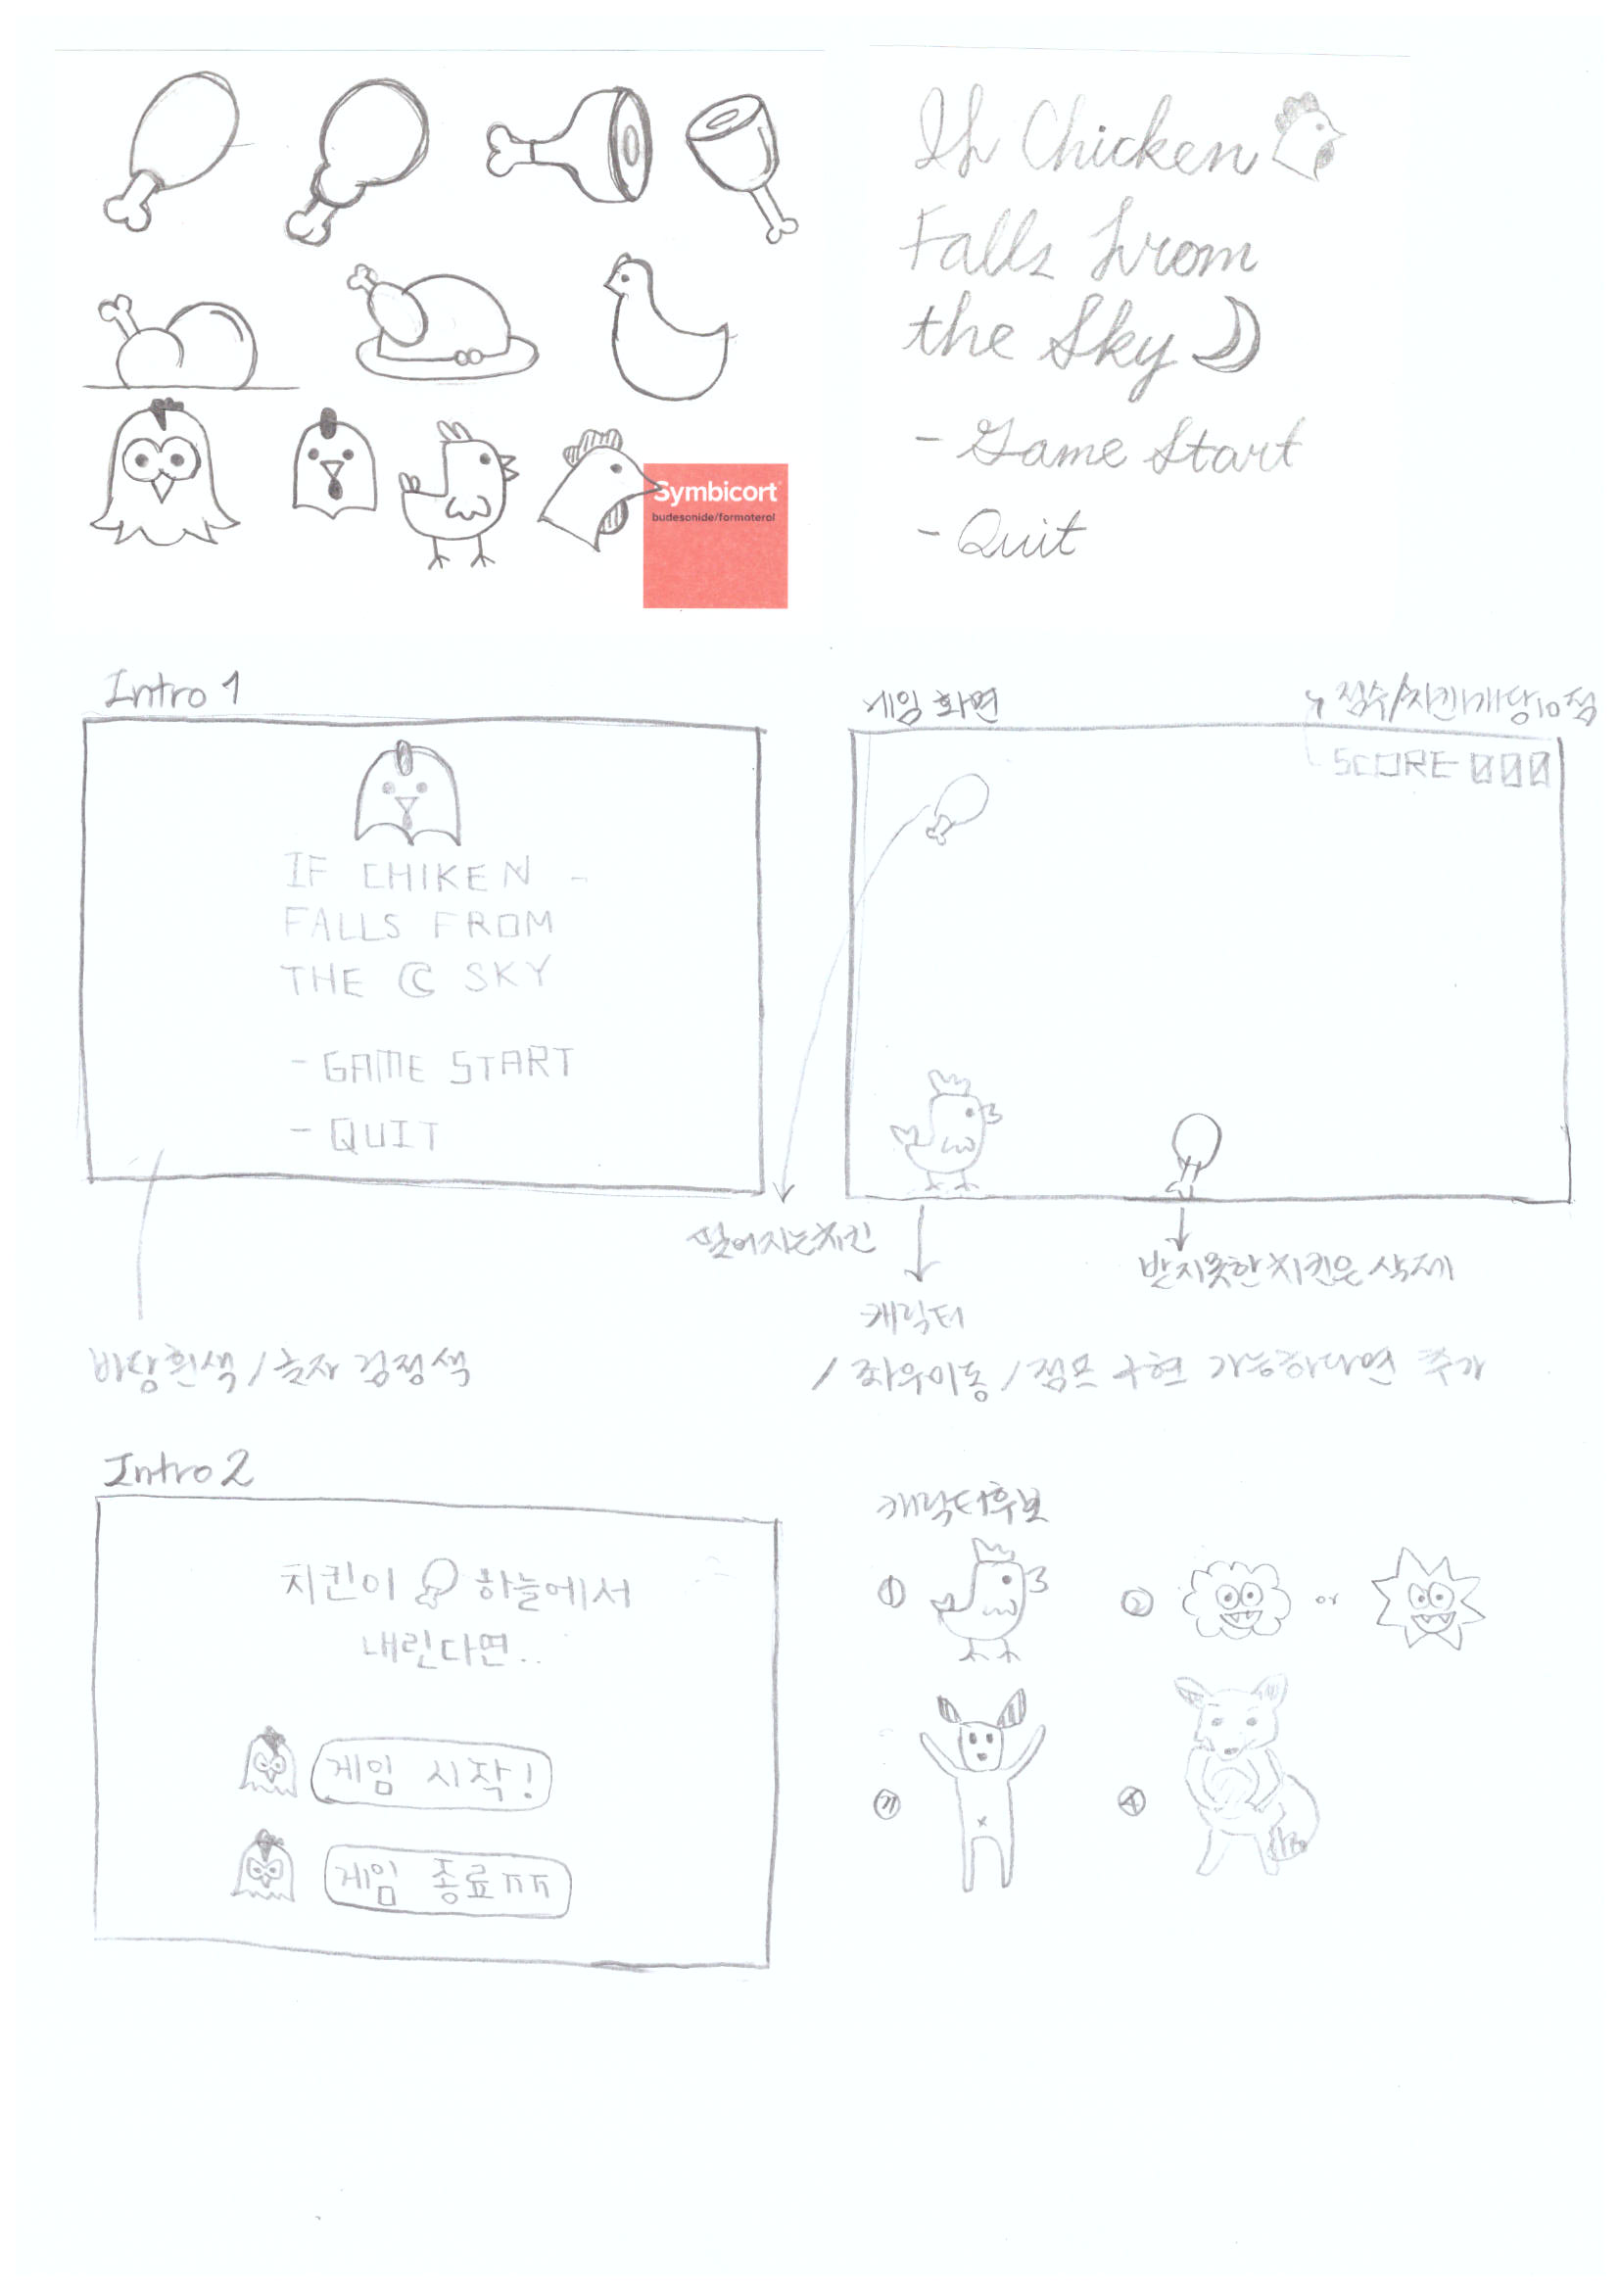 If Chicken
Falls from
the Sky
- Game Start
- Quit
Symbicort
budesonide/formoterol
Intro 1
IF CHIKEN -
FALLS FROM
THE SKY
- GAME START
- QUIT
바탕흰색/글자 검정색
게임 화면
점수/치킨1개당10점
SCORE 000
떨어지는치킨
캐릭터
/ 좌우이동 / 점프 구현 가능하다면 추가
받지못한치킨은 삭제
Intro 2
치킨이 하늘에서
내린다면..
게임 시작!
게임 종료ㅠㅠ
캐릭터후보
① ② or
③ ④